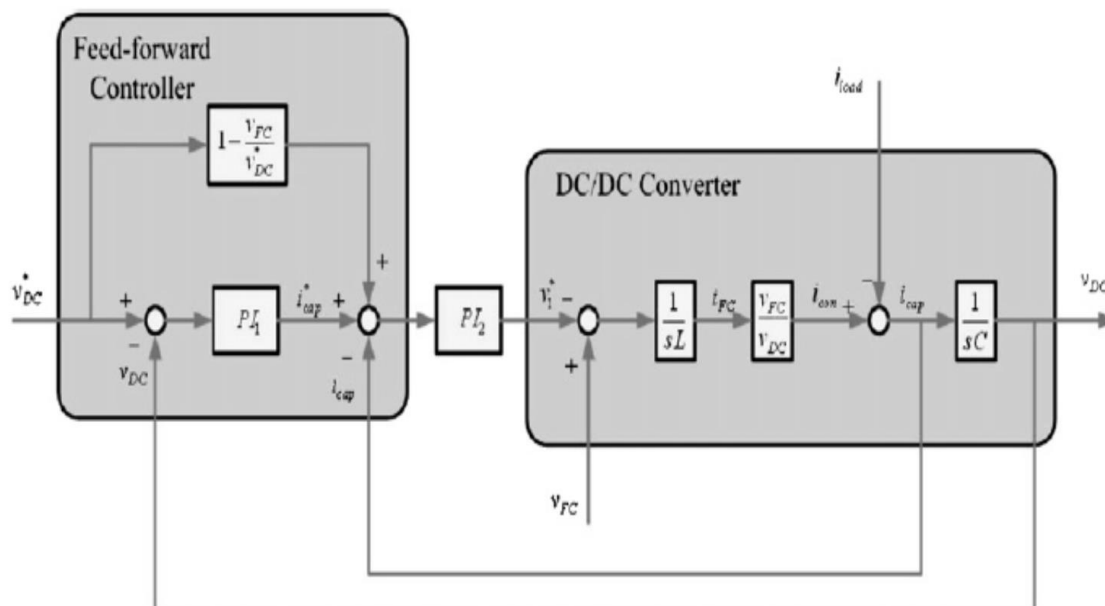 Feed-forward
Controller
1 - v_FC / v*_DC
i_load
DC/DC Converter
v*_DC
+
−
v_DC
PI_1
i*_cap
+
+
−
i_cap
PI_2
v*_1
−
+
v_FC
1 / sL
i_FC
v_FC / v_DC
i_con
+
−
i_cap
1 / sC
v_DC